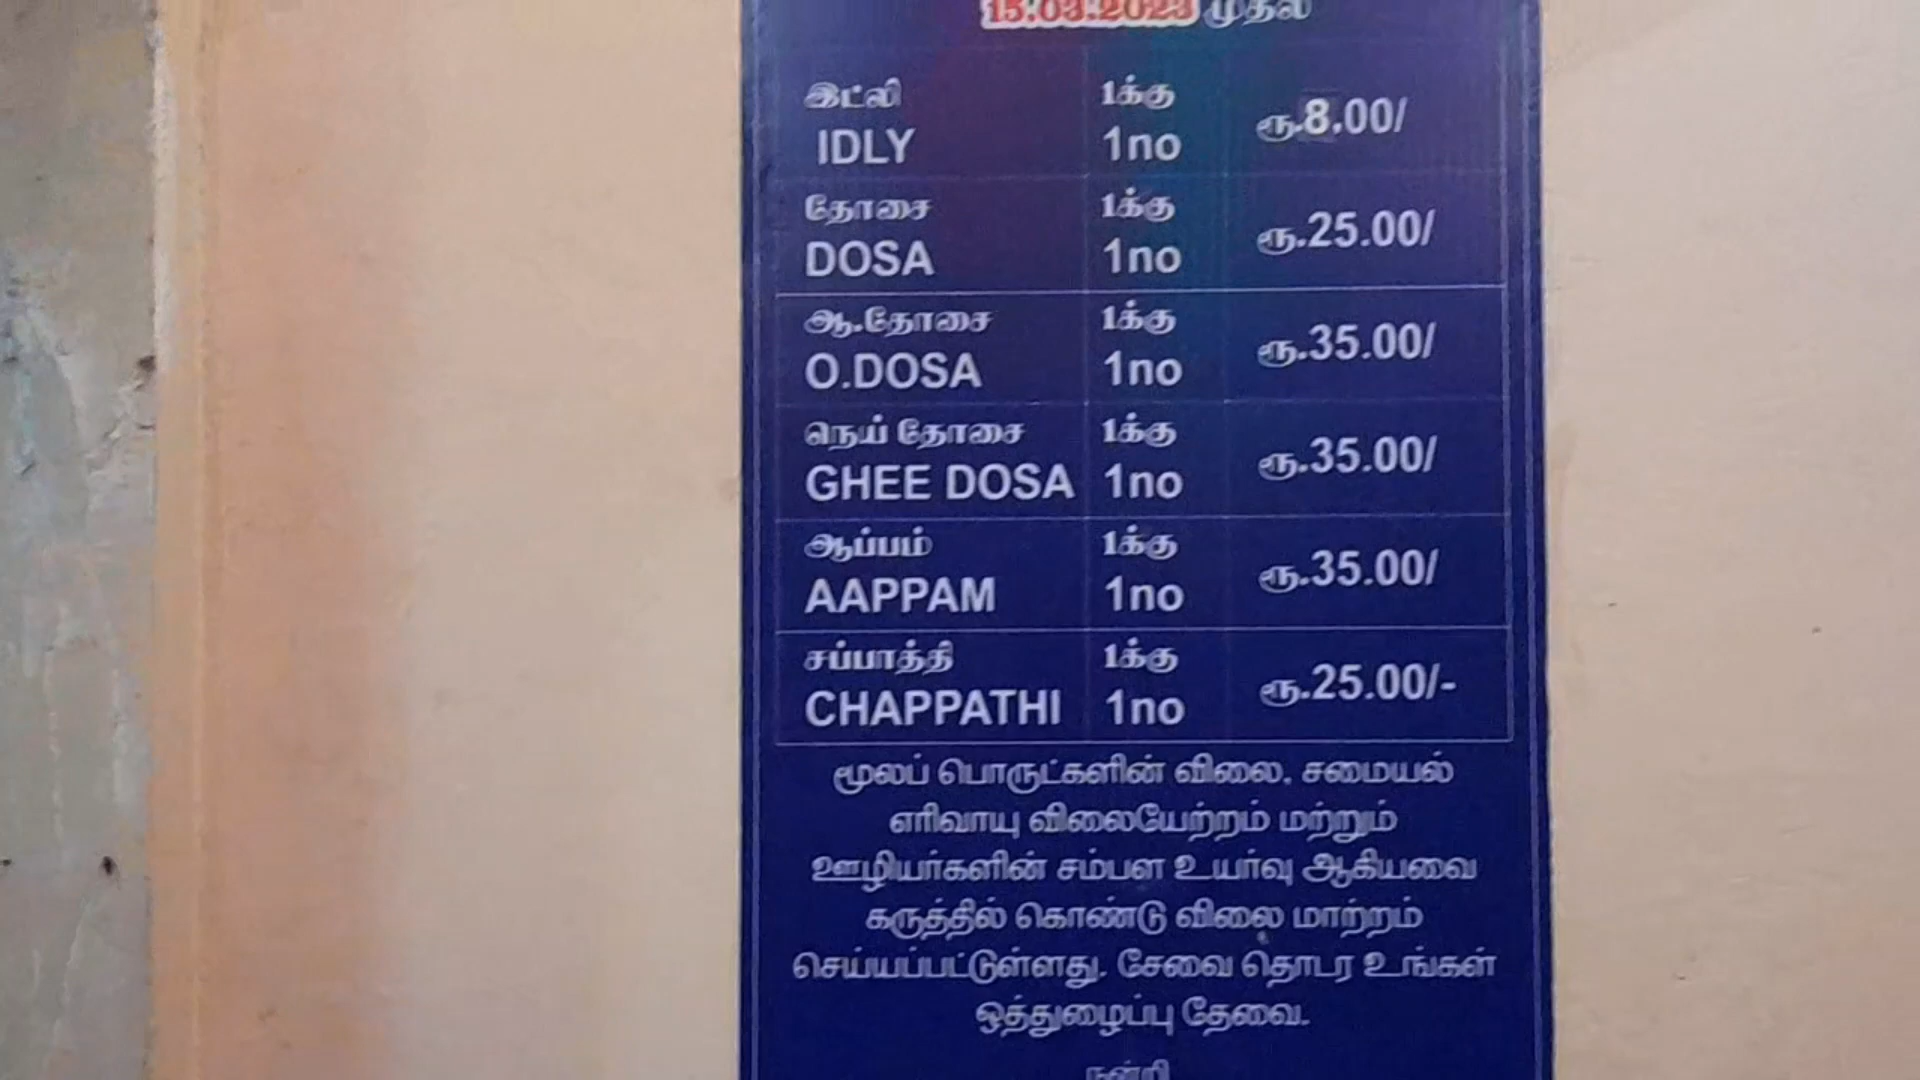 15.03.2023 முதல்
இட்லி 1க்கு
IDLY 1no ரூ.8.00/
தோசை 1க்கு
DOSA 1no ரூ.25.00/
ஆ.தோசை 1க்கு
O.DOSA 1no ரூ.35.00/
நெய் தோசை 1க்கு
GHEE DOSA 1no ரூ.35.00/
ஆப்பம் 1க்கு
AAPPAM 1no ரூ.35.00/
சப்பாத்தி 1க்கு
CHAPPATHI 1no ரூ.25.00/-
மூலப் பொருட்களின் விலை, சமையல்
எரிவாயு விலையேற்றம் மற்றும்
ஊழியர்களின் சம்பள உயர்வு ஆகியவை
கருத்தில் கொண்டு விலை மாற்றம்
செய்யப்பட்டுள்ளது. சேவை தொடர உங்கள்
ஒத்துழைப்பு தேவை.
நன்றி